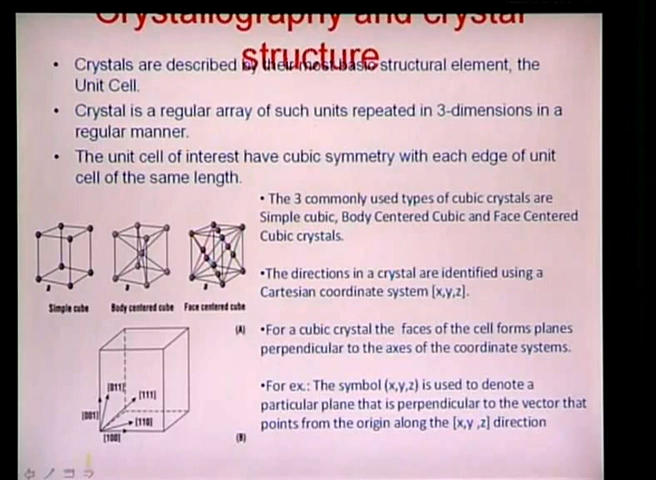 Crystallography and crystal
structure
• Crystals are described by their most basic structural element, the
Unit Cell.
• Crystal is a regular array of such units repeated in 3-dimensions in a
regular manner.
• The unit cell of interest have cubic symmetry with each edge of unit
cell of the same length.
• The 3 commonly used types of cubic crystals are
Simple cubic, Body Centered Cubic and Face Centered
Cubic crystals.
•The directions in a crystal are identified using a
Cartesian coordinate system [x,y,z].
•For a cubic crystal the faces of the cell forms planes
perpendicular to the axes of the coordinate systems.
•For ex.: The symbol (x,y,z) is used to denote a
particular plane that is perpendicular to the vector that
points from the origin along the [x,y ,z] direction
a
a
Simple cube Body centered cube Face centered cube
(A)
[011]
[111]
[001]
[110]
[100]
(B)